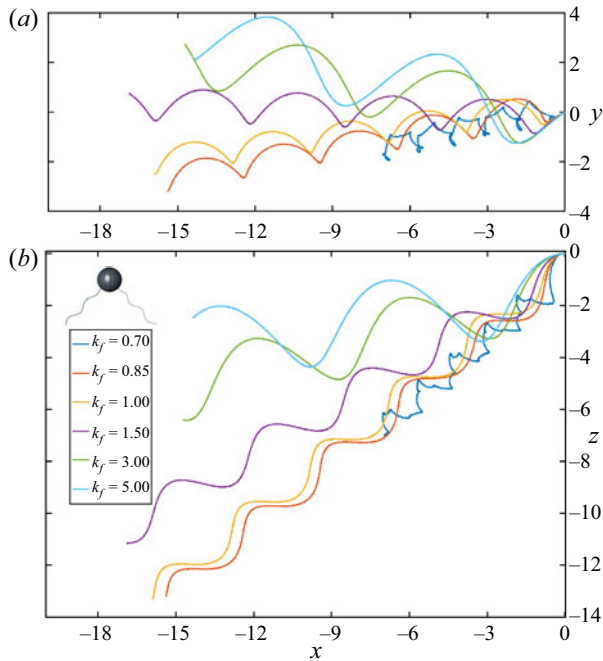 (a)
4
2
0
y
–2
–4
–18 –15 –12 –9 –6 –3 0
(b)
0
–2
k_f = 0.70
–4
k_f = 0.85
k_f = 1.00
–6
k_f = 1.50
z
k_f = 3.00
–8
k_f = 5.00
–10
–12
–14
–18 –15 –12 –9 –6 –3 0
x